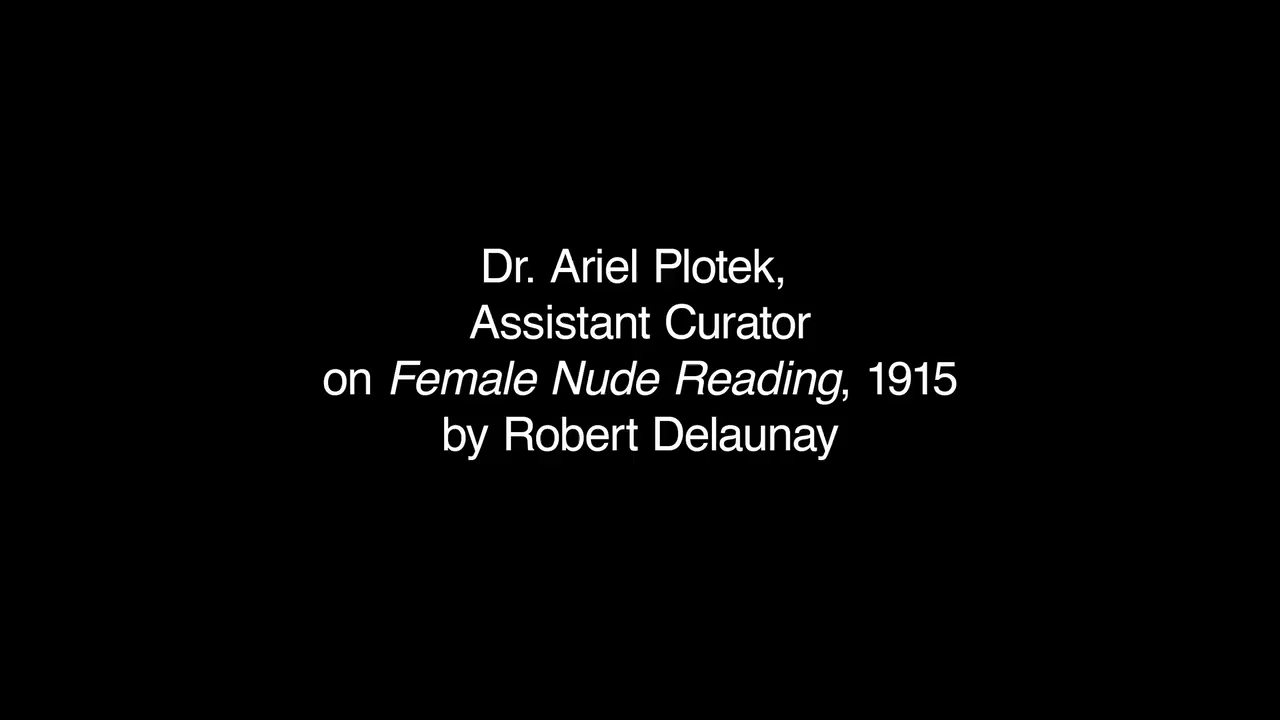 Dr. Ariel Plotek,
Assistant Curator
on Female Nude Reading, 1915
by Robert Delaunay